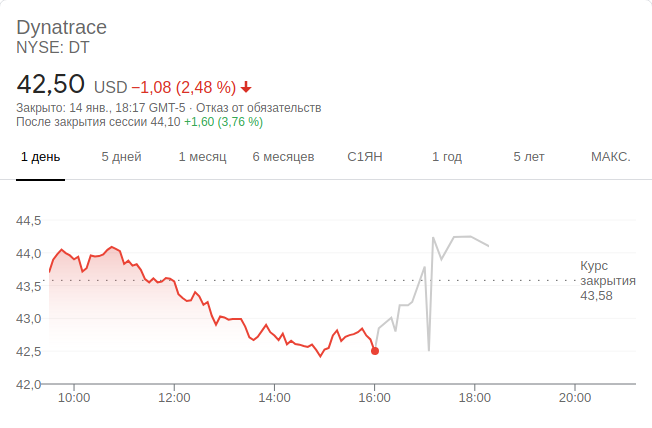 Dynatrace
NYSE: DT
42,50 USD −1,08 (2,48 %)
Закрыто: 14 янв., 18:17 GMT-5 · Отказ от обязательств
После закрытия сессии 44,10 +1,60 (3,76 %)
1 день 5 дней 1 месяц 6 месяцев С1ЯН 1 год 5 лет МАКС.
44,5
44,0
43,5
43,0
42,5
42,0
Курс
закрытия
43,58
10:00 12:00 14:00 16:00 18:00 20:00